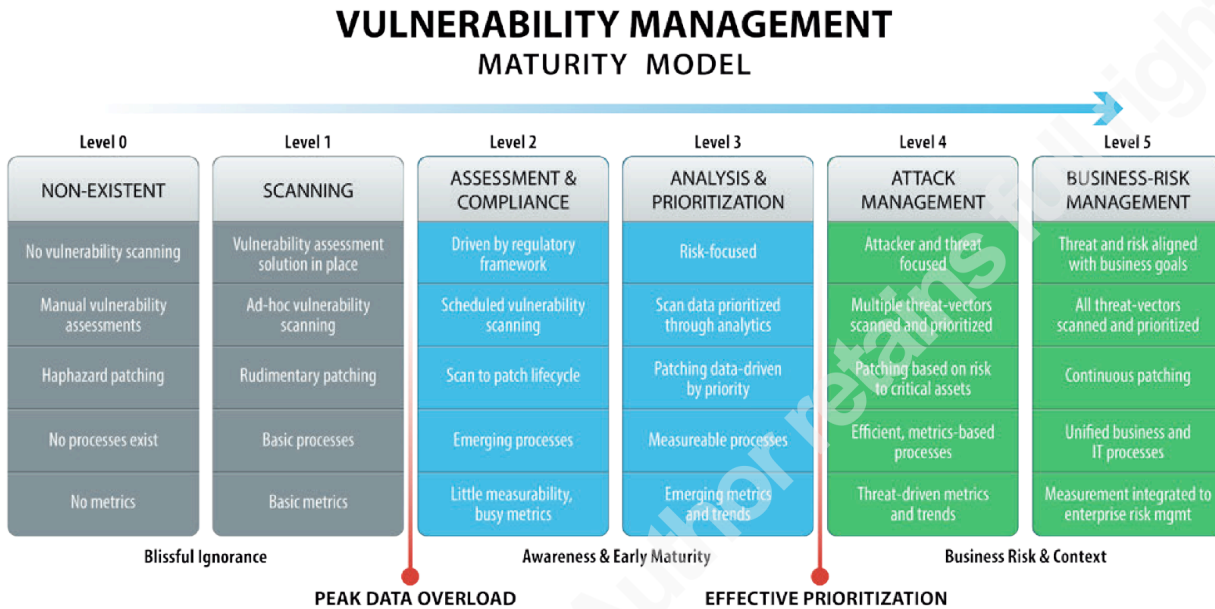 VULNERABILITY MANAGEMENT
MATURITY MODEL
Level 0
Level 1
Level 2
Level 3
Level 4
Level 5
NON-EXISTENT
SCANNING
ASSESSMENT &
COMPLIANCE
ANALYSIS &
PRIORITIZATION
ATTACK
MANAGEMENT
BUSINESS-RISK
MANAGEMENT
No vulnerability scanning
Vulnerability assessment
solution in place
Driven by regulatory
framework
Risk-focused
Attacker and threat
focused
Threat and risk aligned
with business goals
Manual vulnerability
assessments
Ad-hoc vulnerability
scanning
Scheduled vulnerability
scanning
Scan data prioritized
through analytics
Multiple threat-vectors
scanned and prioritized
All threat-vectors
scanned and prioritized
Haphazard patching
Rudimentary patching
Scan to patch lifecycle
Patching data-driven
by priority
Patching based on risk
to critical assets
Continuous patching
No processes exist
Basic processes
Emerging processes
Measureable processes
Efficient, metrics-based
processes
Unified business and
IT processes
No metrics
Basic metrics
Little measurability,
busy metrics
Emerging metrics
and trends
Threat-driven metrics
and trends
Measurement integrated to
enterprise risk mgmt
Blissful Ignorance
Awareness & Early Maturity
Business Risk & Context
PEAK DATA OVERLOAD
EFFECTIVE PRIORITIZATION
Author retains full